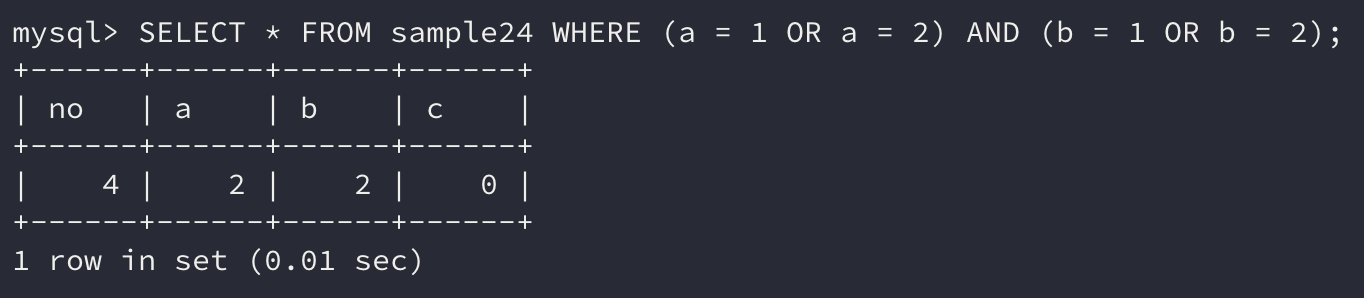 mysql> SELECT * FROM sample24 WHERE (a = 1 OR a = 2) AND (b = 1 OR b = 2);
+------+------+------+------+
| no   | a    | b    | c    |
+------+------+------+------+
|    4 |    2 |    2 |    0 |
+------+------+------+------+
1 row in set (0.01 sec)